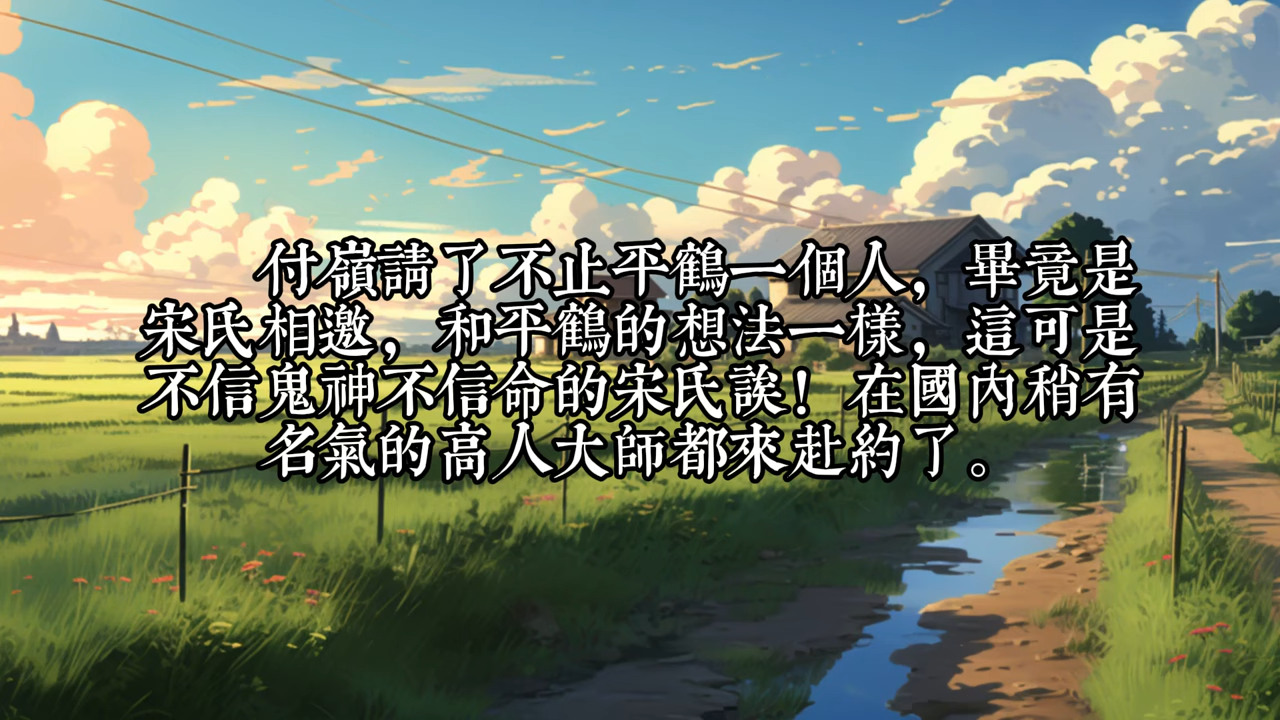 付嶺請了不止平鶴一個人，畢竟是
宋氏相邀，和平鶴的想法一樣，這可是
不信鬼神不信命的宋氏誒！在國內稍有
名氣的高人大師都來赴約了。